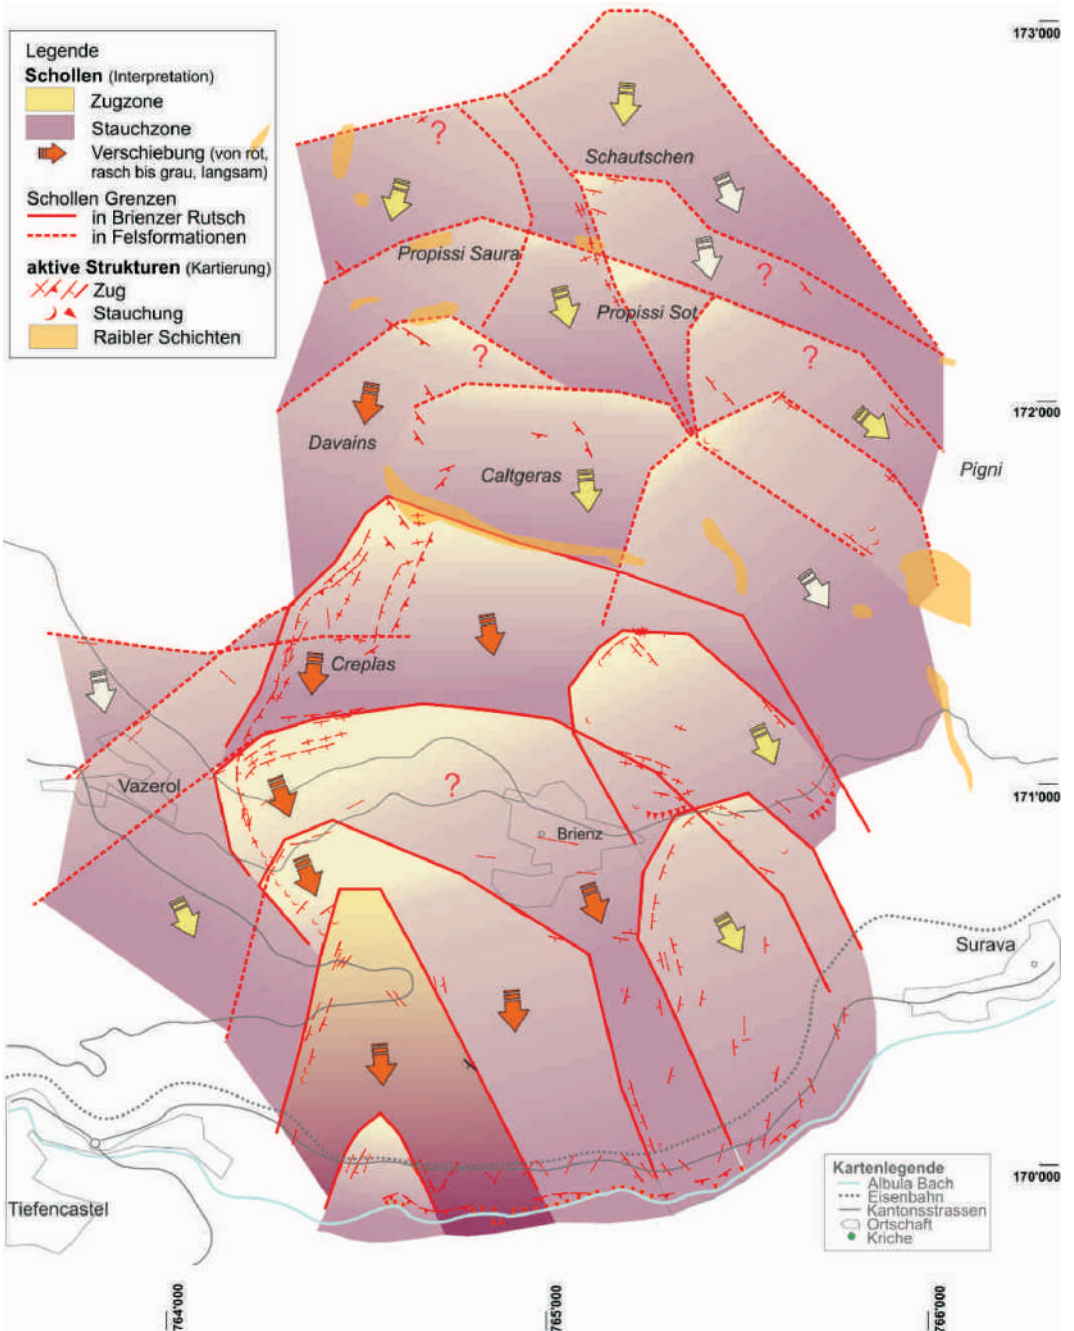 173'000
Legende
Schollen (Interpretation)
Zugzone
Stauchzone
Verschiebung (von rot,
rasch bis grau, langsam)
Schollen Grenzen
in Brienzer Rutsch
in Felsformationen
aktive Strukturen (Kartierung)
Zug
Stauchung
Raibler Schichten
?
Schautschen
Propissi Saura
?
Propissi Sot
?
?
172'000
Davains
Caltgeras
Pigni
Creplas
Vazerol
?
171'000
Brienz
Surava
Tiefencastel
170'000
Kartenlegende
Albula Bach
Eisenbahn
Kantonsstrassen
Ortschaft
Kriche
764'000
765'000
766'000